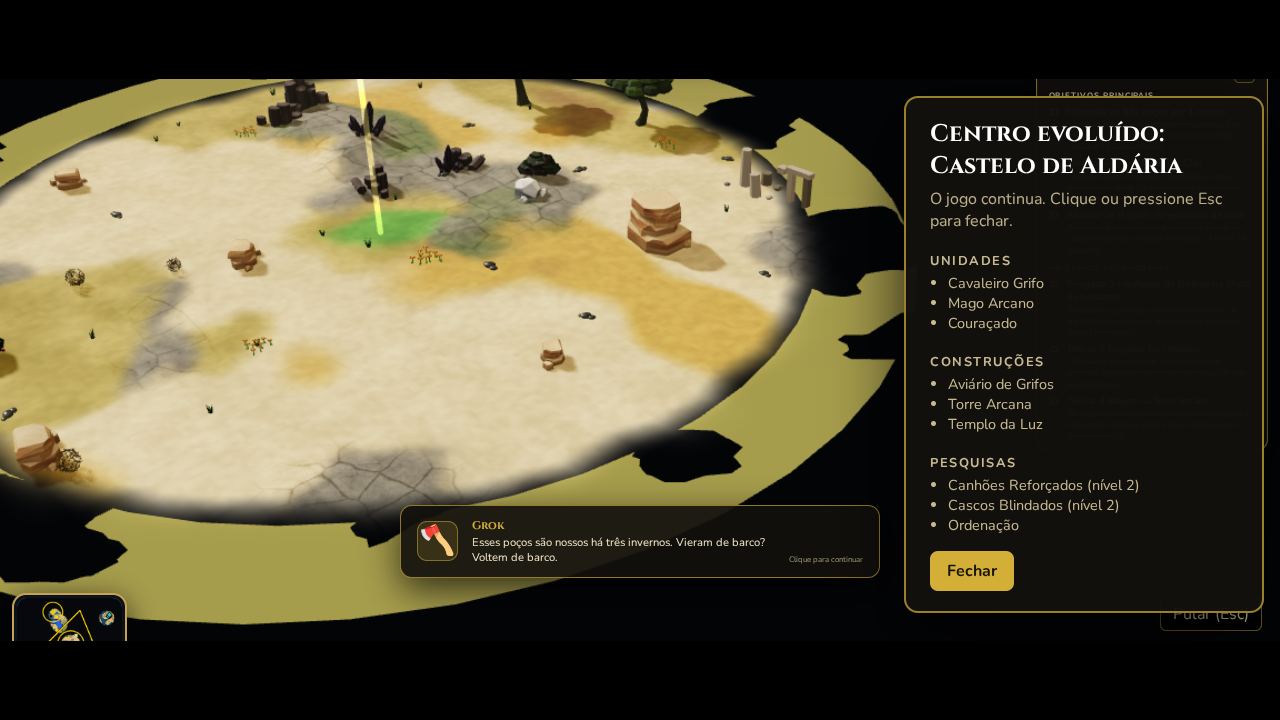 OBJETIVOS PRINCIPAIS
Centro evoluído:
Castelo de Aldária
O jogo continua. Clique ou pressione Esc
para fechar.
UNIDADES
• Cavaleiro Grifo
• Mago Arcano
• Couraçado
CONSTRUÇÕES
• Aviário de Grifos
• Torre Arcana
• Templo da Luz
PESQUISAS
• Canhões Reforçados (nível 2)
• Cascos Blindados (nível 2)
• Ordenação
Fechar
Pular (Esc)
Grok
Esses poços são nossos há três invernos. Vieram de barco?
Voltem de barco.
Clique para continuar